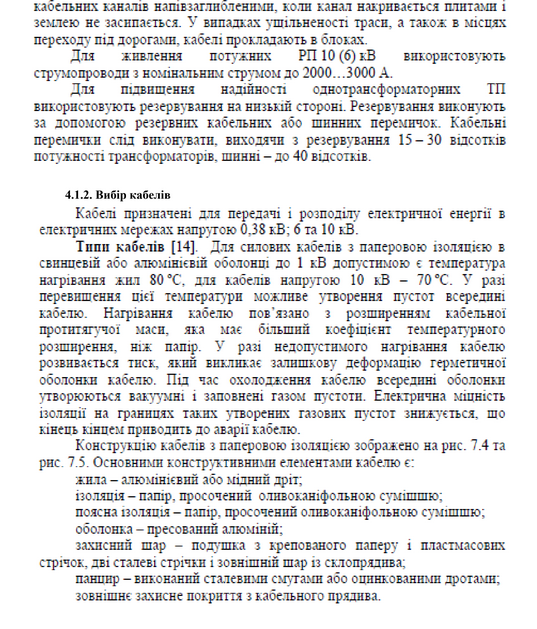 кабельних каналів напівзаглибленими, коли канал накривається плитами і
землею не засипається. У випадках ущільненості траси, а також в місцях
переходу під дорогами, кабелі прокладають в блоках.
Для живлення потужних РП 10 (6) кВ використовують
струмопроводи з номінальним струмом до 2000…3000 А.
Для підвищення надійності однотрансформаторних ТП
використовують резервування на низькій стороні. Резервування виконують
за допомогою резервних кабельних або шинних перемичок. Кабельні
перемички слід виконувати, виходячи з резервування 15 – 30 відсотків
потужності трансформаторів, шинні – до 40 відсотків.
4.1.2. Вибір кабелів
Кабелі призначені для передачі і розподілу електричної енергії в
електричних мережах напругою 0,38 кВ; 6 та 10 кВ.
Типи кабелів [14]. Для силових кабелів з паперовою ізоляцією в
свинцевій або алюмінієвій оболонці до 1 кВ допустимою є температура
нагрівання жил 80 °С, для кабелів напругою 10 кВ – 70 °С. У разі
перевищення цієї температури можливе утворення пустот всередині
кабелю. Нагрівання кабелю пов’язано з розширенням кабельної
протитягучої маси, яка має більший коефіцієнт температурного
розширення, ніж папір. У разі недопустимого нагрівання кабелю
розвивається тиск, який викликає залишкову деформацію герметичної
оболонки кабелю. Під час охолодження кабелю всередині оболонки
утворюються вакуумні і заповнені газом пустоти. Електрична міцність
ізоляції на границях таких утворених газових пустот знижується, що
кінець кінцем приводить до аварії кабелю.
Конструкцію кабелів з паперовою ізоляцією зображено на рис. 7.4 та
рис. 7.5. Основними конструктивними елементами кабелю є:
жила – алюмінієвий або мідний дріт;
ізоляція – папір, просочений оливоканіфольною сумішшю;
поясна ізоляція – папір, просочений оливоканіфольною сумішшю;
оболонка – пресований алюміній;
захисний шар – подушка з крепованого паперу і пластмасових
стрічок, дві сталеві стрічки і зовнішній шар із склопрядива;
панцир – виконаний сталевими смугами або оцинкованими дротами;
зовнішнє захисне покриття з кабельного прядива.